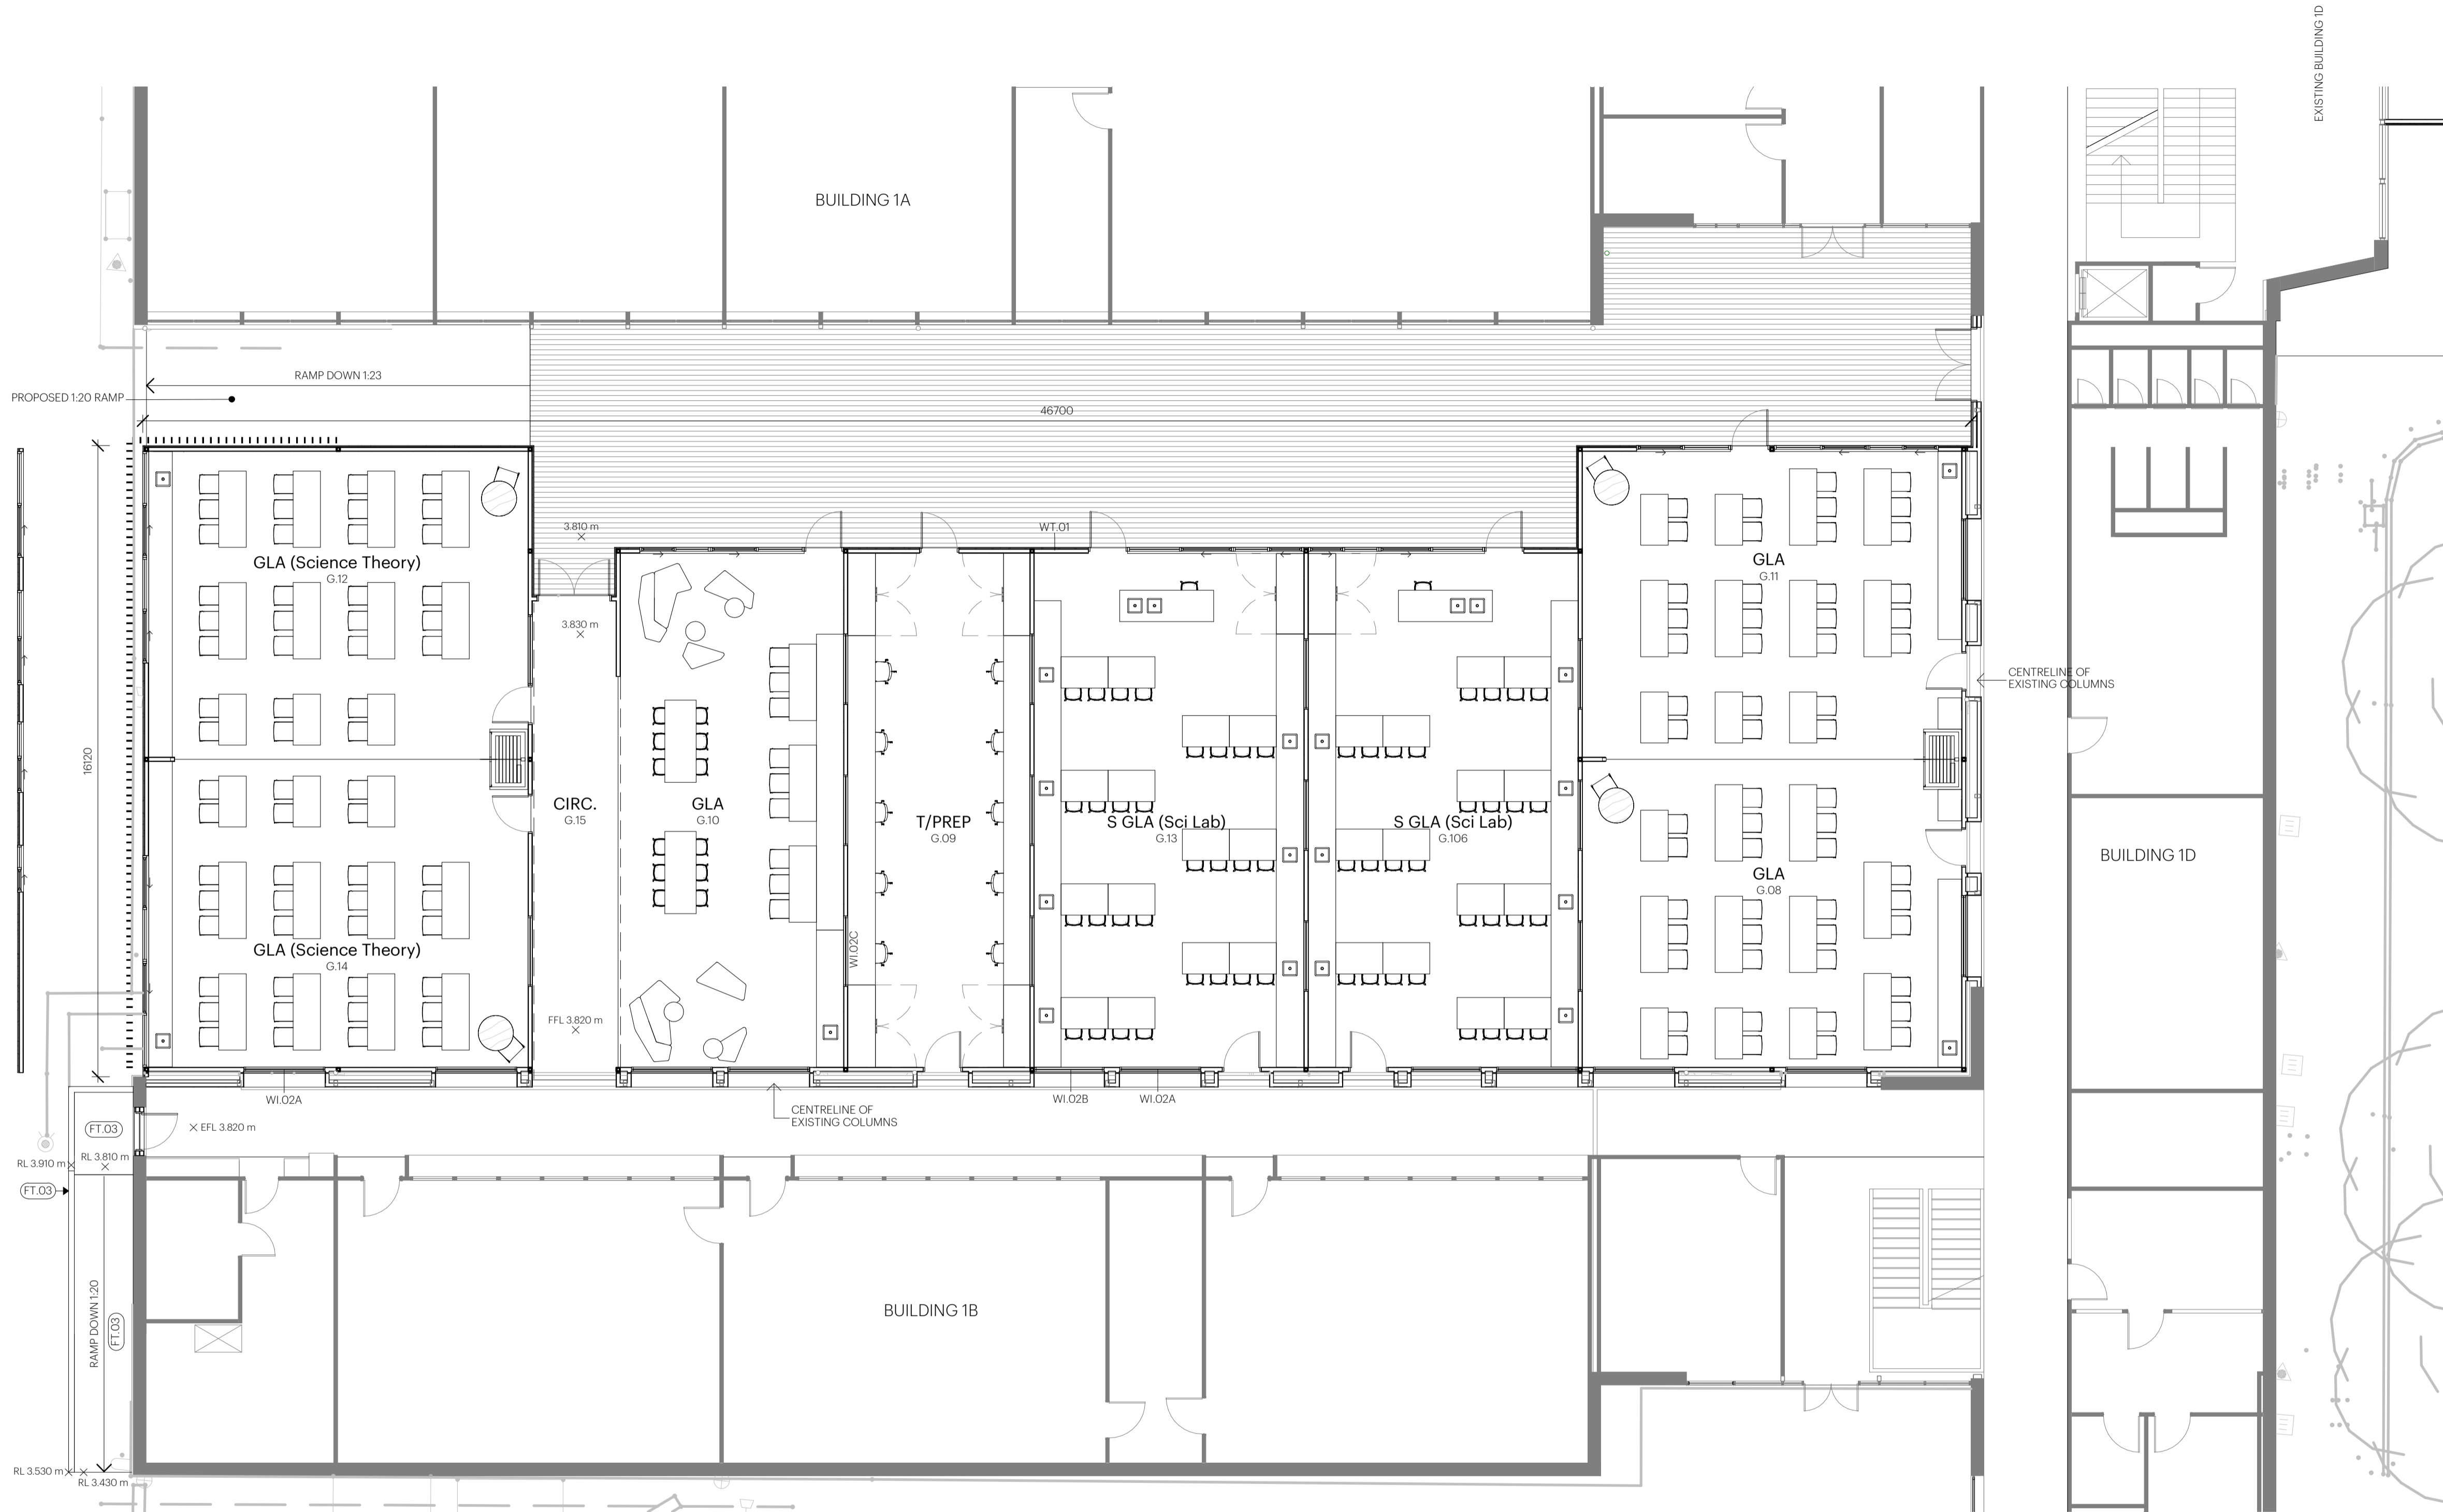 EXISTING BUILDING 1D
BUILDING 1A
RAMP DOWN 1:23
PROPOSED 1:20 RAMP
46700
3.810 m
WT.01
GLA (Science Theory)
G.12
GLA
G.11
3.830 m
CENTRELINE OF
EXISTING COLUMNS
16120
CIRC.
G.15
GLA
G.10
T/PREP
G.09
S GLA (Sci Lab)
G.13
S GLA (Sci Lab)
G.106
GLA
G.08
BUILDING 1D
WI.02C
GLA (Science Theory)
G.14
FFL 3.820 m
WI.02A
WI.02B
WI.02A
CENTRELINE OF
EXISTING COLUMNS
FT.03
EFL 3.820 m
RL 3.910 m
RL 3.810 m
FT.03
RAMP DOWN 1:20
FT.03
BUILDING 1B
RL 3.530 m
RL 3.430 m